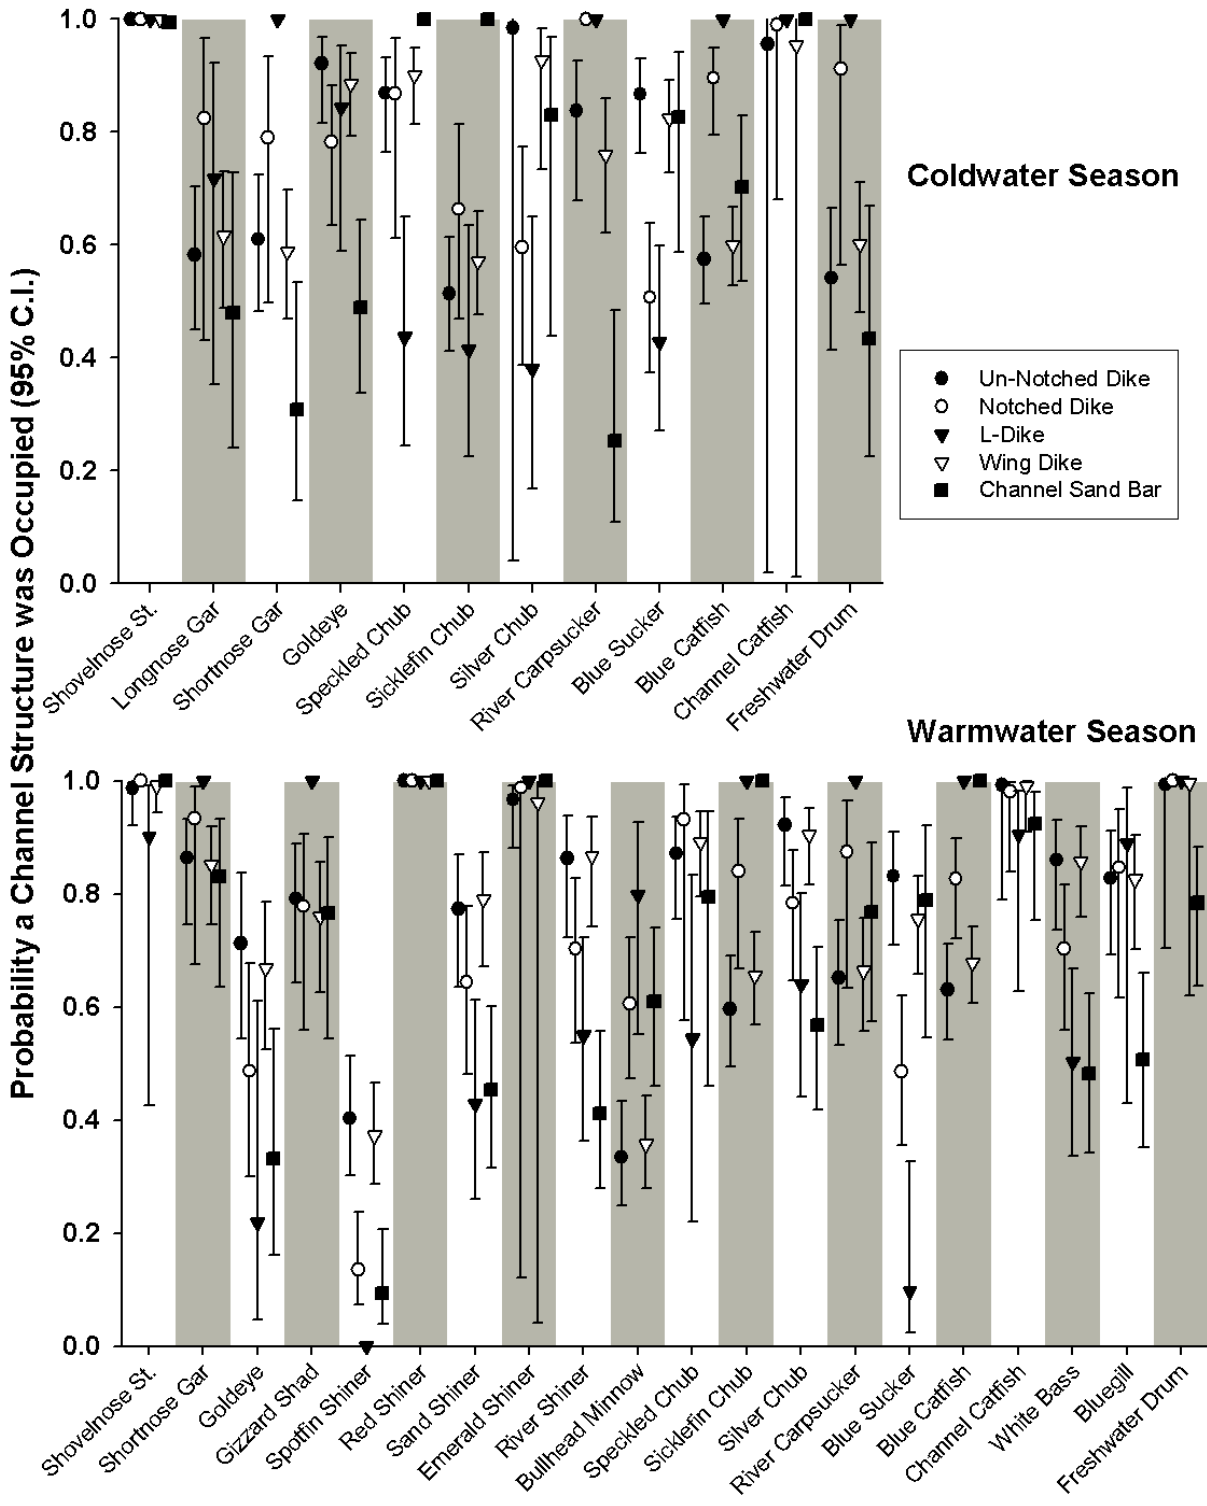 Probability a Channel Structure was Occupied (95% C.I.)
1.0
0.8
0.6
0.4
0.2
0.0
Shovelnose St.
Longnose Gar
Shortnose Gar
Goldeye
Speckled Chub
Sicklefin Chub
Silver Chub
River Carpsucker
Blue Sucker
Blue Catfish
Channel Catfish
Freshwater Drum
Coldwater Season
Un-Notched Dike
Notched Dike
L-Dike
Wing Dike
Channel Sand Bar
Warmwater Season
1.0
0.8
0.6
0.4
0.2
0.0
Shovelnose St.
Shortnose Gar
Goldeye
Gizzard Shad
Spotfin Shiner
Red Shiner
Sand Shiner
Emerald Shiner
River Shiner
Bullhead Minnow
Speckled Chub
Sicklefin Chub
Silver Chub
River Carpsucker
Blue Sucker
Blue Catfish
Channel Catfish
White Bass
Bluegill
Freshwater Drum